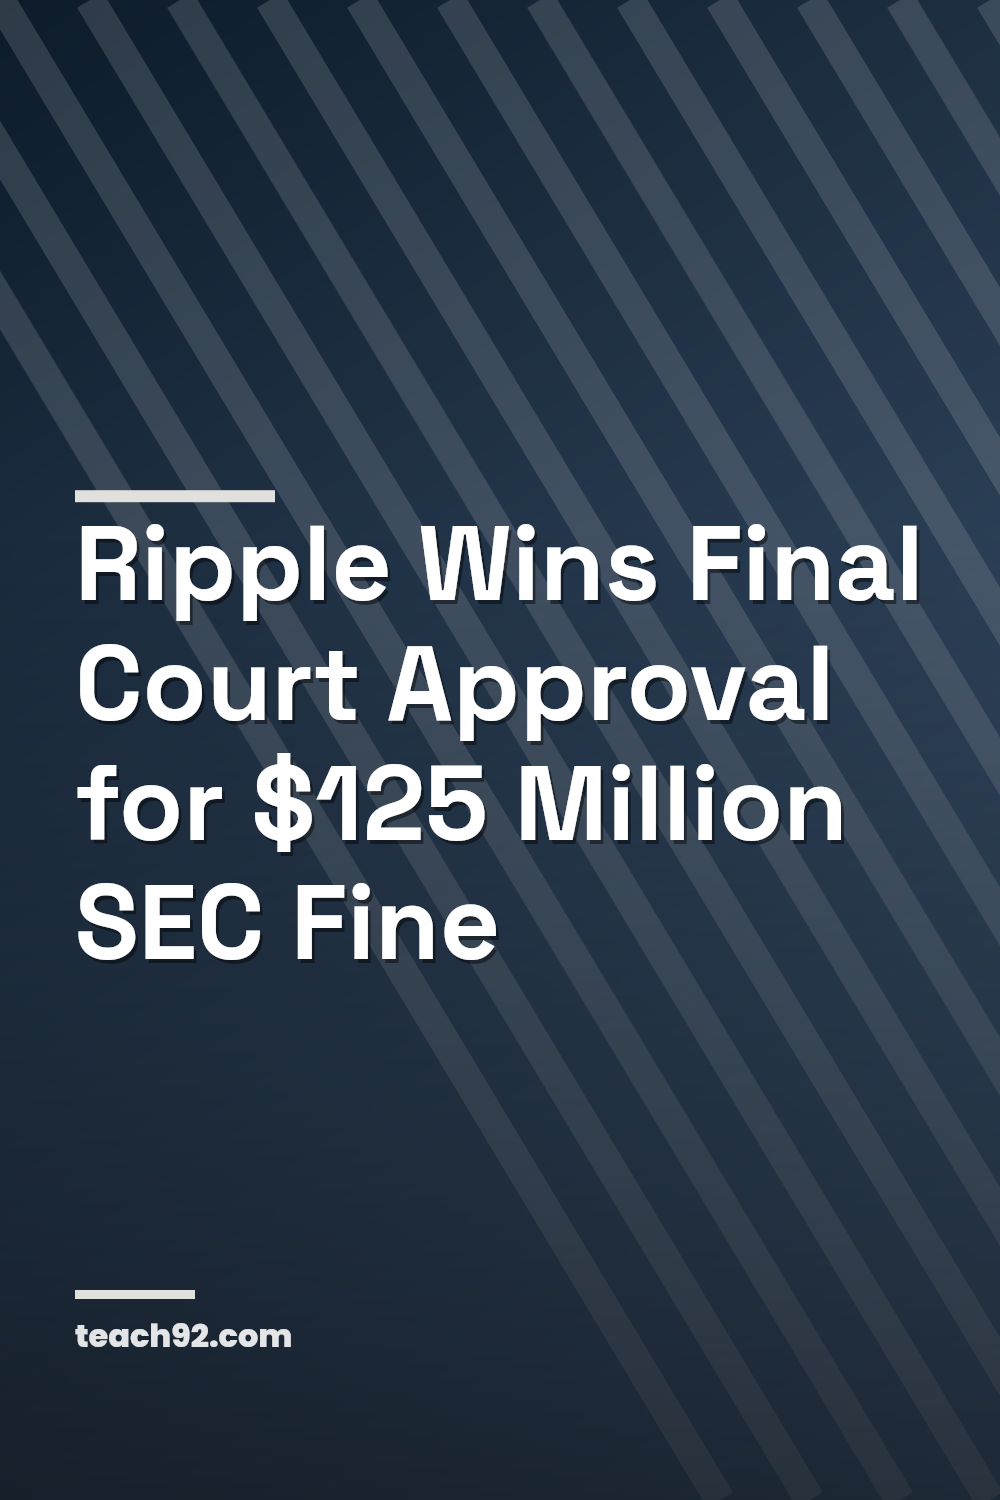 Ripple Wins Final
Court Approval
for $125 Million
SEC Fine
teach92.com